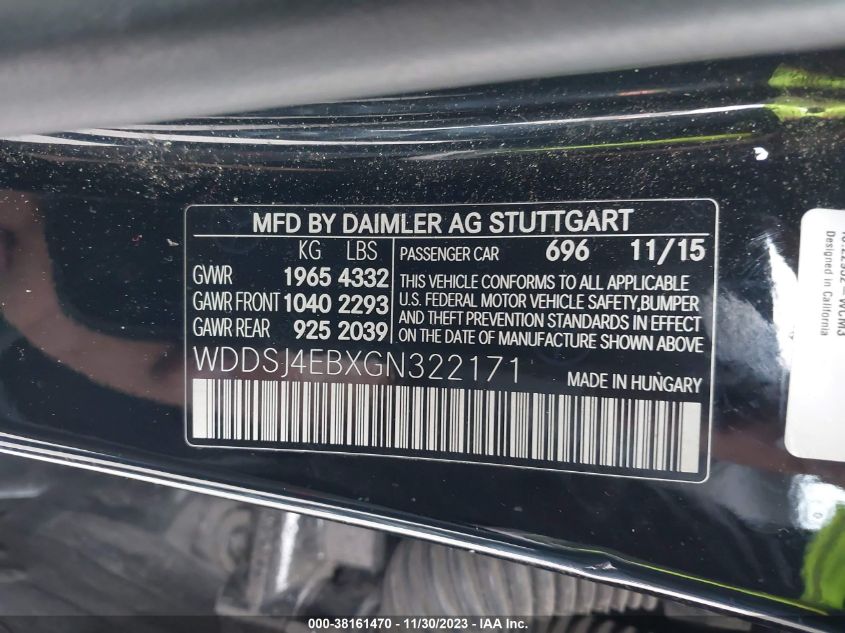 MFD BY DAIMLER AG STUTTGART
KG LBS
GVWR 1965 4332
GAWR FRONT 1040 2293
GAWR REAR 925 2039
PASSENGER CAR 696 11/15
THIS VEHICLE CONFORMS TO ALL APPLICABLE
U.S. FEDERAL MOTOR VEHICLE SAFETY, BUMPER
AND THEFT PREVENTION STANDARDS IN EFFECT
ON THE DATE OF MANUFACTURE SHOWN ABOVE.
WDDSJ4EBXGN322171
MADE IN HUNGARY
Designed in California
000-38161470 - 11/30/2023 - IAA Inc.